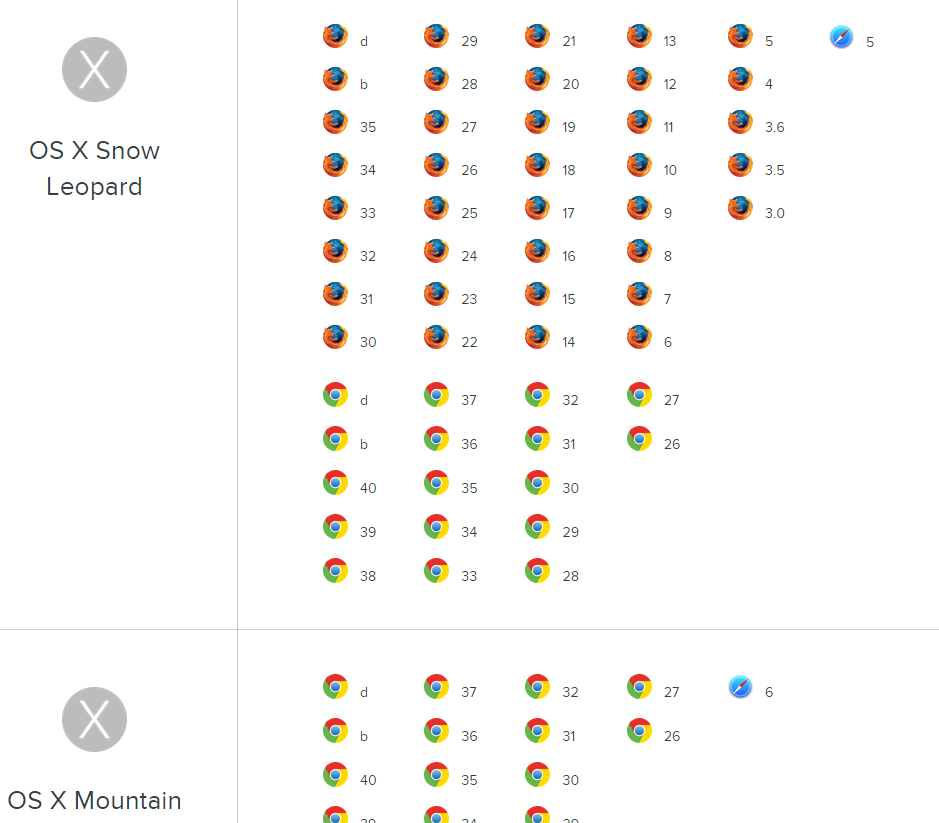 OS X Snow
Leopard
d 29 21 13 5 5
b 28 20 12 4
35 27 19 11 3.6
34 26 18 10 3.5
33 25 17 9 3.0
32 24 16 8
31 23 15 7
30 22 14 6
d 37 32 27
b 36 31 26
40 35 30
39 34 29
38 33 28
OS X Mountain
d 37 32 27 6
b 36 31 26
40 35 30
39 34 29